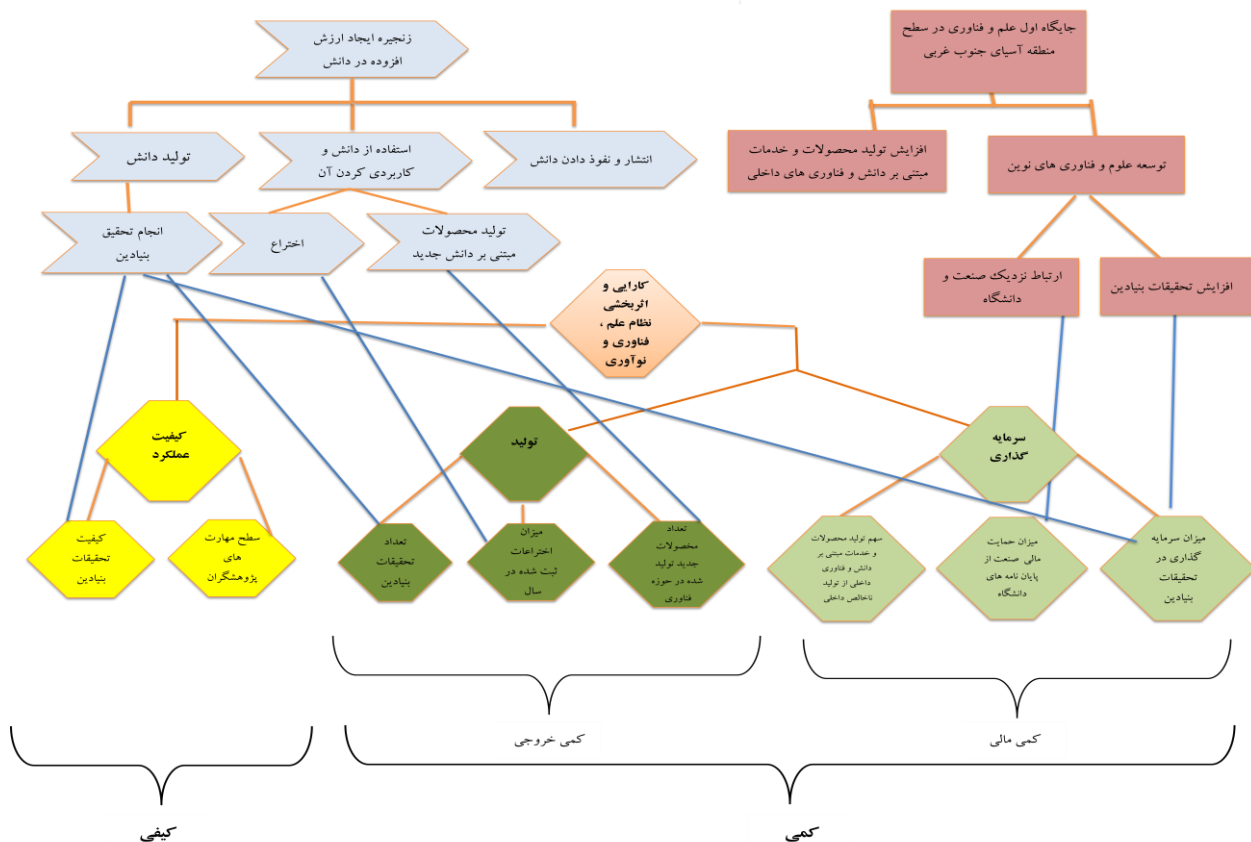 جایگاه اول علم و فناوری در سطح
منطقه آسیای جنوب غربی
افزایش تولید محصولات و خدمات
مبتنی بر دانش و فناوری های داخلی
توسعه علوم و فناوری های نوین
ارتباط نزدیک صنعت و
دانشگاه
افزایش تحقیقات بنیادین
زنجیره ایجاد ارزش
افزوده در دانش
تولید دانش
استفاده از دانش و
کاربردی کردن آن
انتشار و نفوذ دادن دانش
انجام تحقیق
بنیادین
اختراع
تولید محصولات
مبتنی بر دانش جدید
کارایی و
اثربخشی
نظام علم ،
فناوری و
نوآوری
کیفیت
عملکرد
تولید
سرمایه
گذاری
کیفیت
تحقیقات
بنیادین
سطح مهارت
های
پژوهشگران
تعداد
تحقیقات
بنیادین
میزان
اختراعات
ثبت شده در
سال
تعداد
محصولات
جدید تولید
شده در حوزه
فناوری
سهم تولید محصولات
و خدمات مبتنی بر
دانش و فناوری
داخلی از تولید
ناخالص داخلی
میزان حمایت
مالی صنعت از
پایان نامه های
دانشگاه
میزان سرمایه
گذاری در
تحقیقات
بنیادین
کمی خروجی
کمی مالی
کیفی
کمی